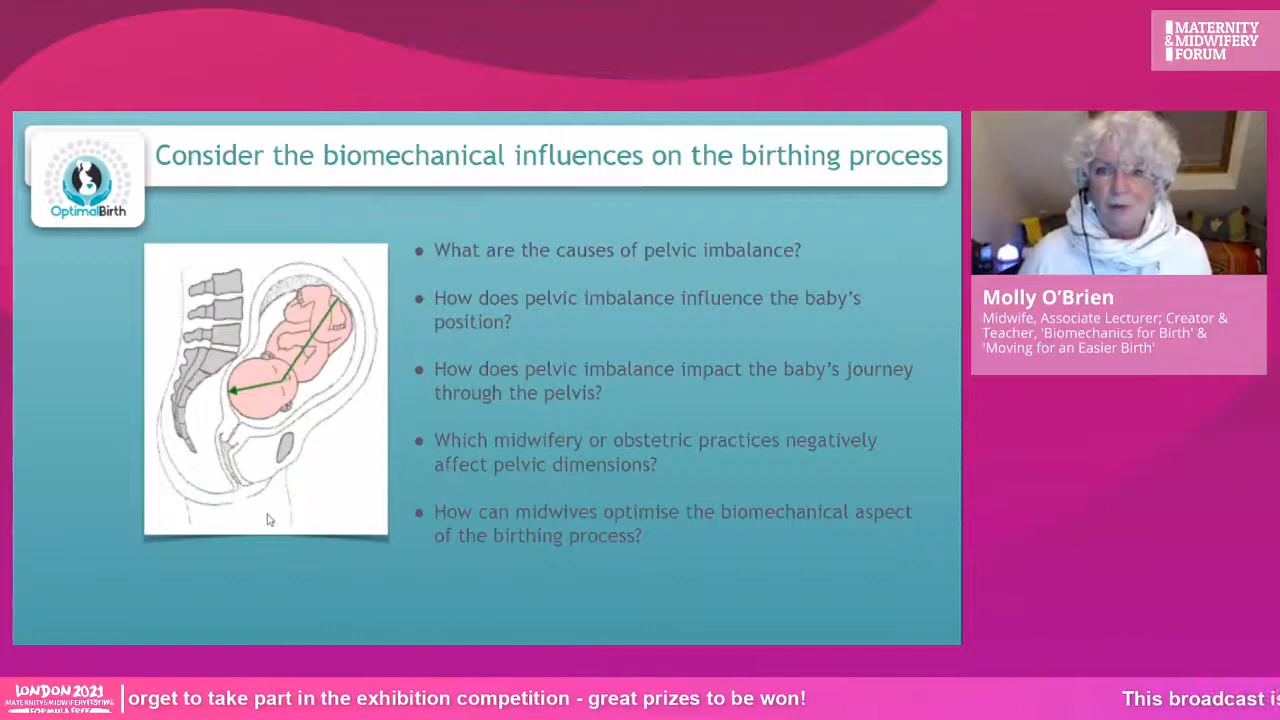 MATERNITY
&MIDWIFERY
FORUM
Consider the biomechanical influences on the birthing process
OptimalBirth
• What are the causes of pelvic imbalance?
• How does pelvic imbalance influence the baby's
position?
• How does pelvic imbalance impact the baby's journey
through the pelvis?
• Which midwifery or obstetric practices negatively
affect pelvic dimensions?
• How can midwives optimise the biomechanical aspect
of the birthing process?
Molly O'Brien
Midwife, Associate Lecturer; Creator &
Teacher, 'Biomechanics for Birth' &
'Moving for an Easier Birth'
LONDON 2021
MATERNITY&MIDWIFERYFESTIVAL
FORMULA FREE
orget to take part in the exhibition competition - great prizes to be won!
This broadcast is